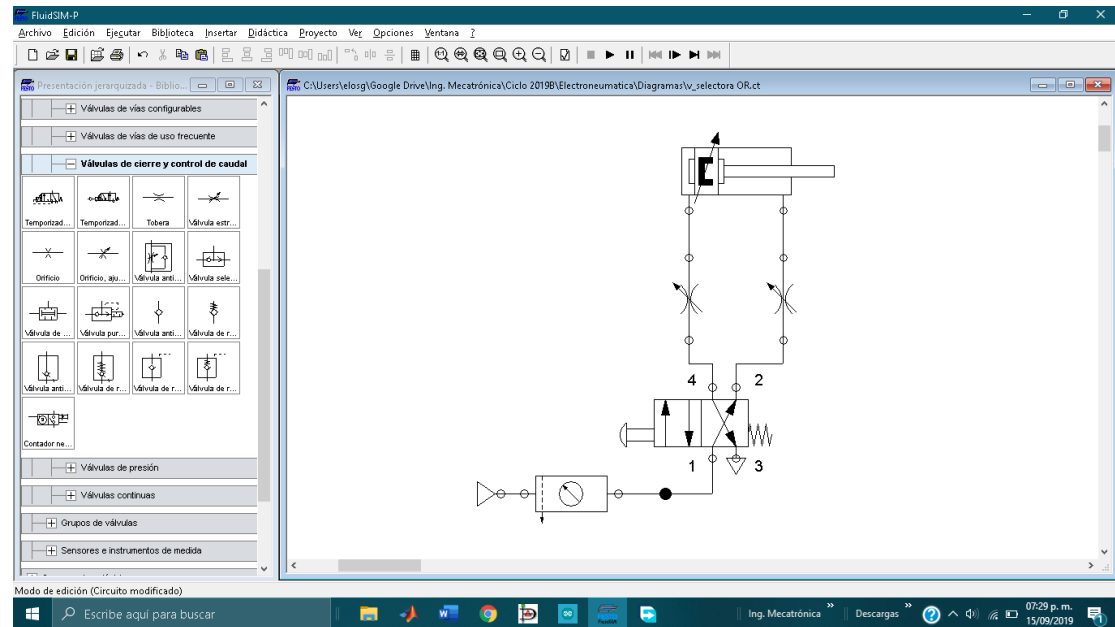 FluidSIM-P
Archivo Edición Ejecutar Biblioteca Insertar Didáctica Proyecto Ver Opciones Ventana ?
Presentación jerarquizada - Biblio...
C:\Users\elosg\Google Drive\Ing. Mecatrónica\Ciclo 2019B\Electroneumatica\Diagramas\v_selectora OR.ct
Válvulas de vías configurables
Válvulas de vías de uso frecuente
Válvulas de cierre y control de caudal
Temporizad... Temporizad... Tobera Válvula estr...
Orificio Orificio, aju... Válvula anti... Válvula sele...
Válvula de ... Válvula pur... Válvula anti... Válvula de r...
Válvula anti... Válvula de r... Válvula de r... Válvula de r...
Contador ne...
Válvulas de presión
Válvulas continuas
Grupos de válvulas
Sensores e instrumentos de medida
4 2
1 3
Modo de edición (Circuito modificado)
Escribe aquí para buscar
Ing. Mecatrónica
Descargas
07:29 p. m.
15/09/2019